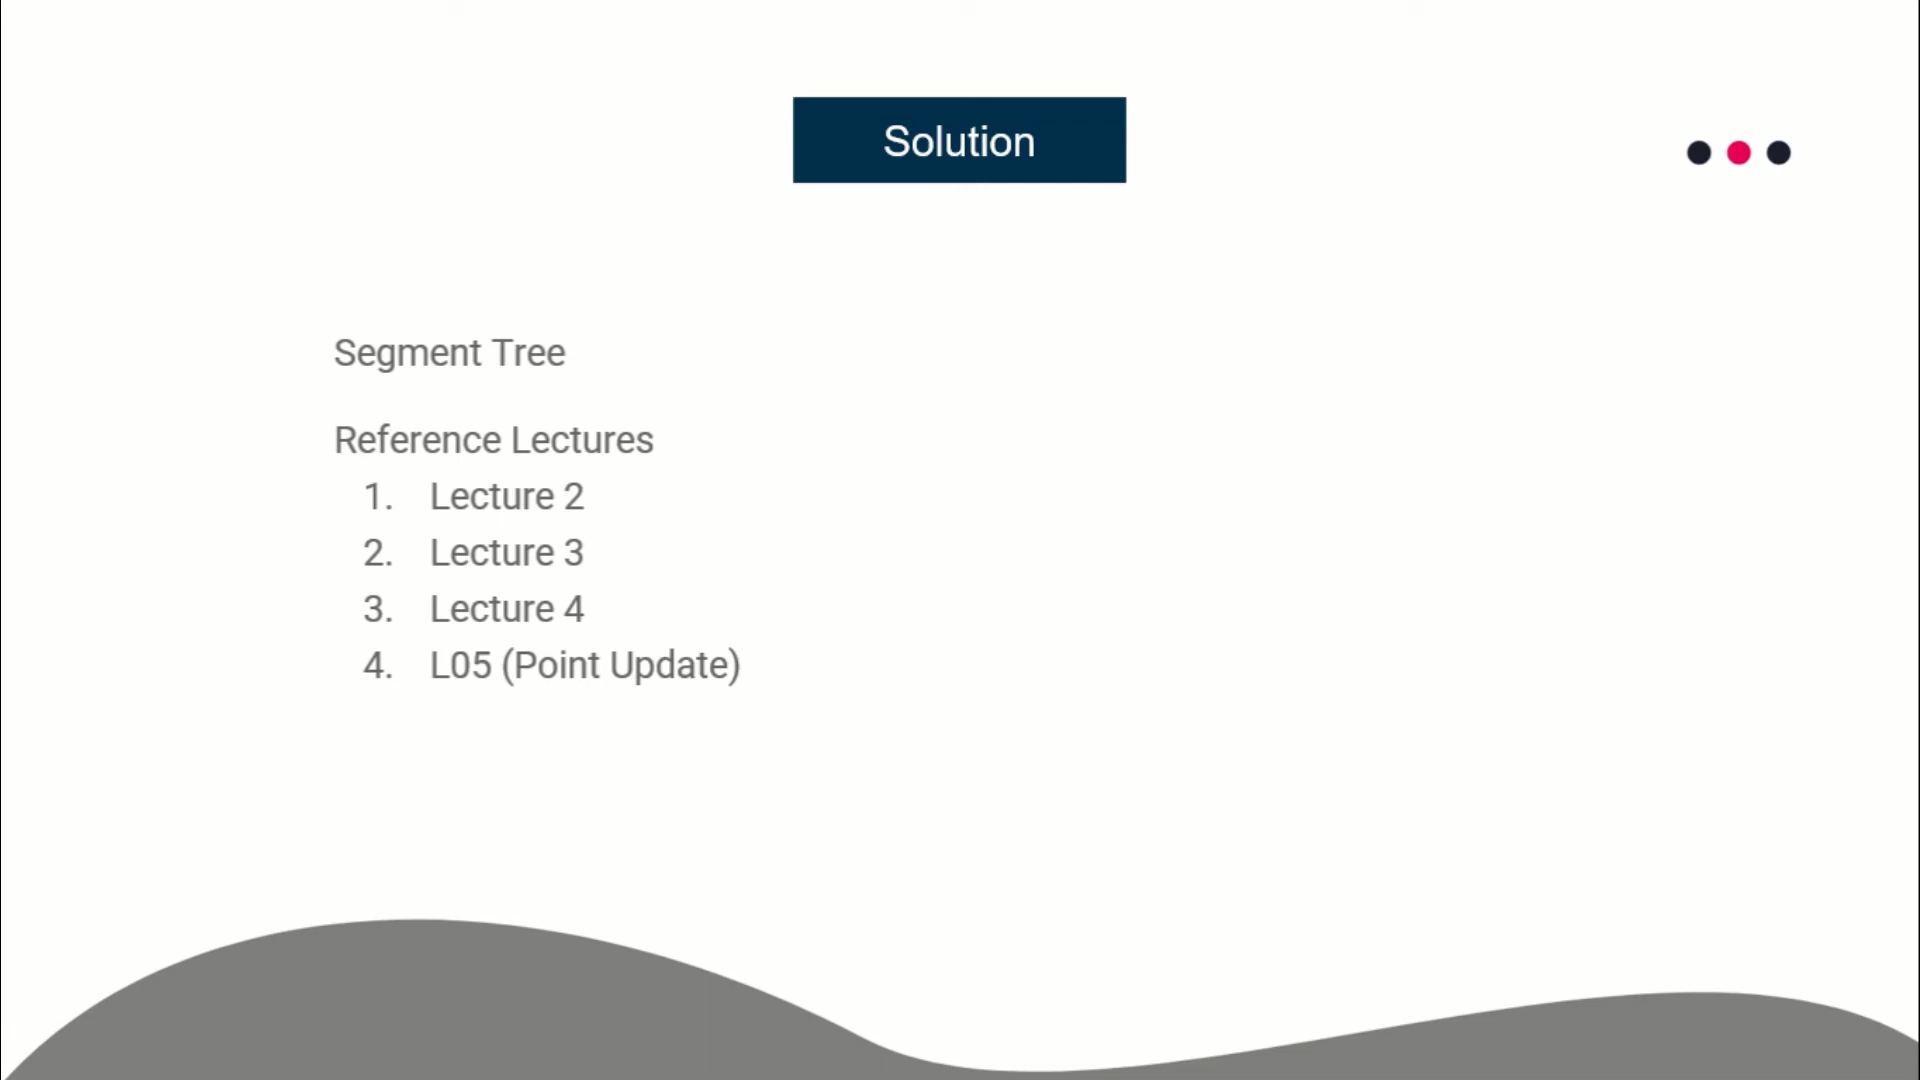 Solution
Segment Tree
Reference Lectures
1. Lecture 2
2. Lecture 3
3. Lecture 4
4. L05 (Point Update)